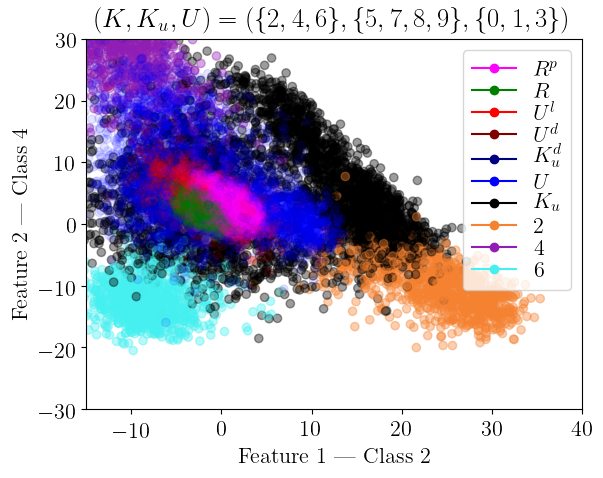 (K, K_u, U) = ({2, 4, 6}, {5, 7, 8, 9}, {0, 1, 3})
30
20
10
0
−10
−20
−30
Feature 2 — Class 4
−10
0
10
20
30
40
Feature 1 — Class 2
R^p
R
U^l
U^d
K_u^d
U
K_u
2
4
6